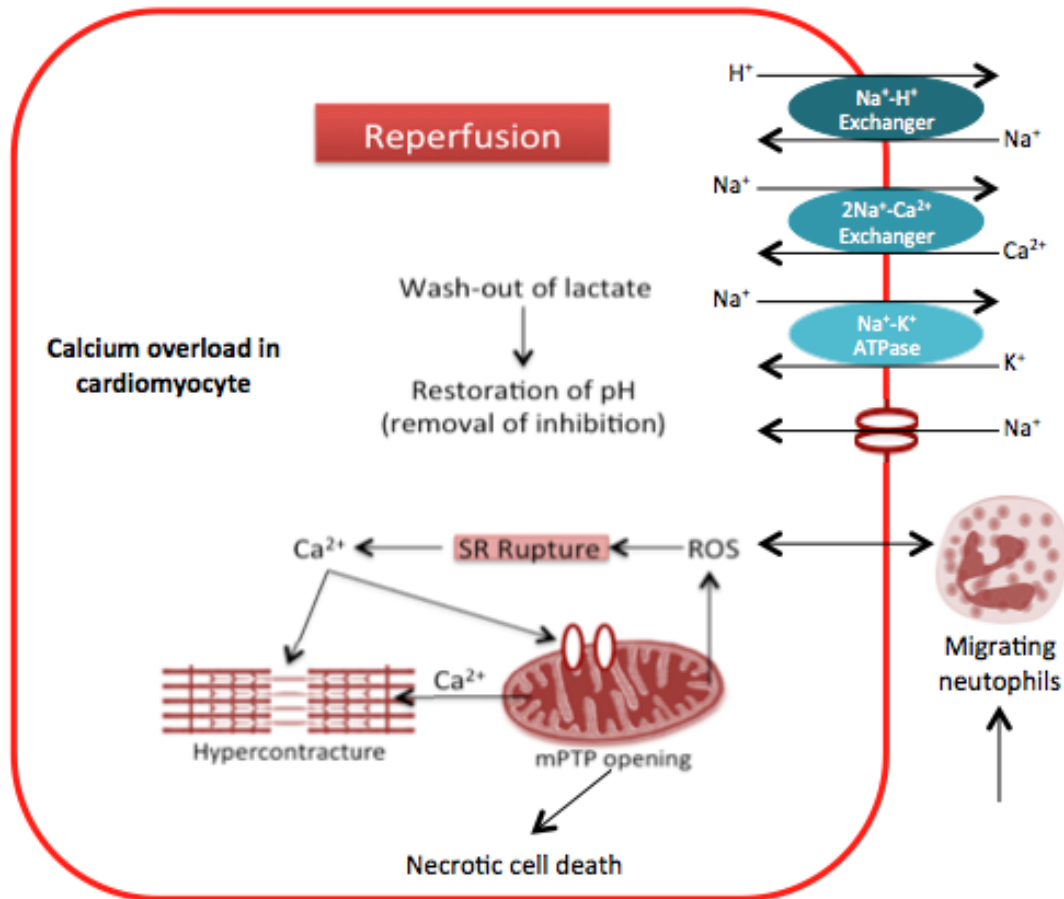 Reperfusion
H⁺
Na⁺-H⁺
Exchanger
Na⁺
Na⁺
2Na⁺-Ca²⁺
Exchanger
Ca²⁺
Na⁺
Na⁺-K⁺
ATPase
K⁺
Na⁺
Wash-out of lactate
Restoration of pH
(removal of inhibition)
Calcium overload in
cardiomyocyte
Ca²⁺
SR Rupture
ROS
Ca²⁺
Hypercontracture
mPTP opening
Necrotic cell death
Migrating
neutophils